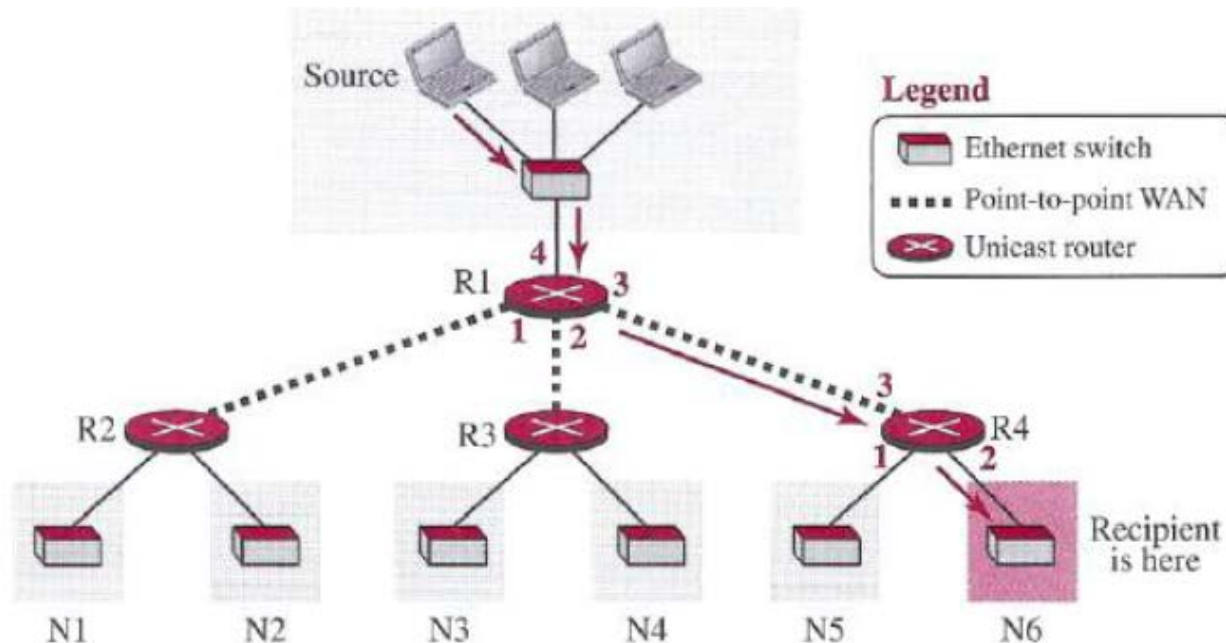 Source
Legend
Ethernet switch
Point-to-point WAN
Unicast router
4
R1
3
1
2
3
R2
R3
R4
1
2
Recipient
is here
N1
N2
N3
N4
N5
N6